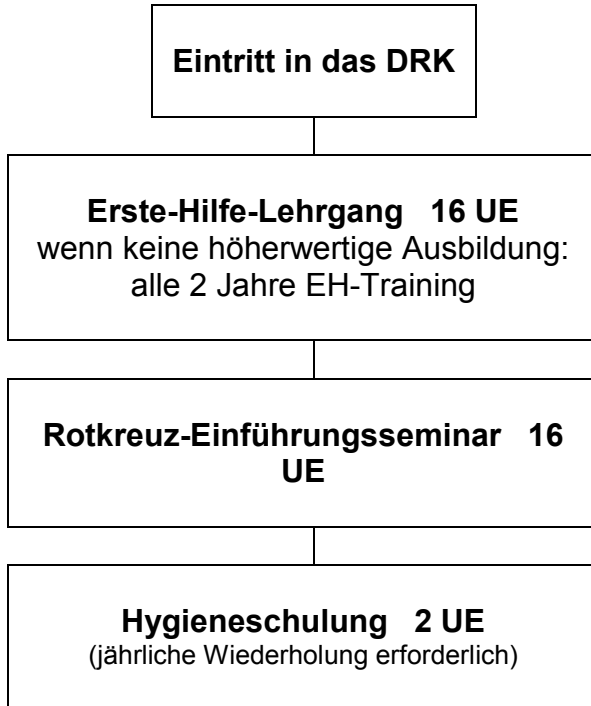 Eintritt in das DRK
Erste-Hilfe-Lehrgang 16 UE
wenn keine höherwertige Ausbildung:
alle 2 Jahre EH-Training
Rotkreuz-Einführungsseminar 16
UE
Hygieneschulung 2 UE
(jährliche Wiederholung erforderlich)